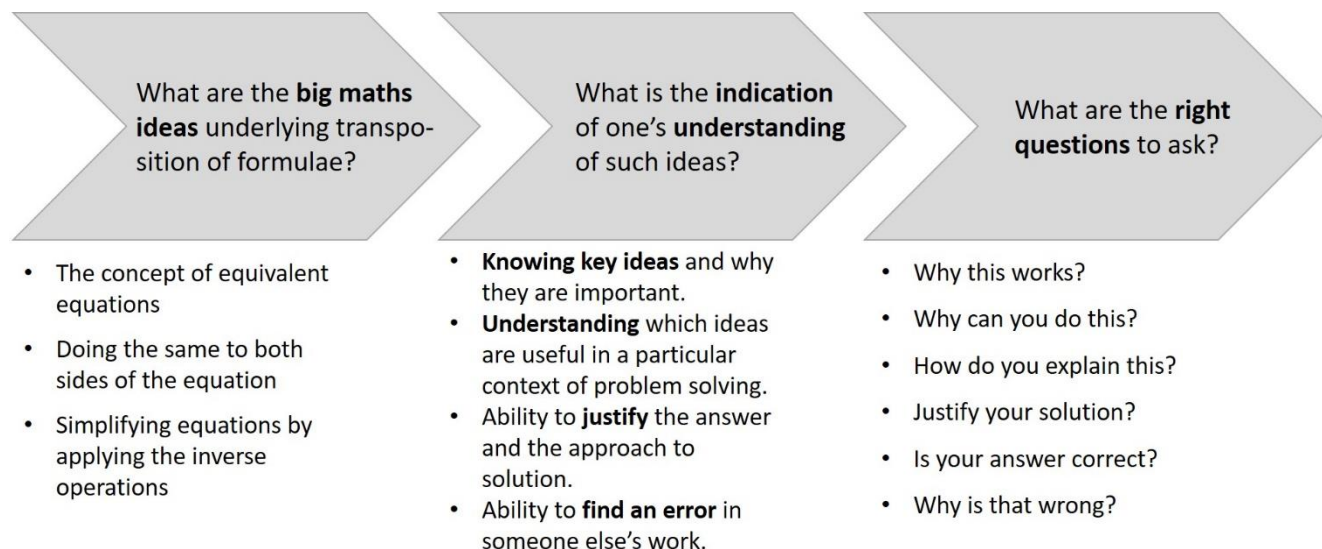 What are the big maths
ideas underlying transpo-
sition of formulae?
• The concept of equivalent
equations
• Doing the same to both
sides of the equation
• Simplifying equations by
applying the inverse
operations
What is the indication
of one's understanding
of such ideas?
• Knowing key ideas and why
they are important.
• Understanding which ideas
are useful in a particular
context of problem solving.
• Ability to justify the answer
and the approach to
solution.
• Ability to find an error in
someone else's work.
What are the right
questions to ask?
• Why this works?
• Why can you do this?
• How do you explain this?
• Justify your solution?
• Is your answer correct?
• Why is that wrong?